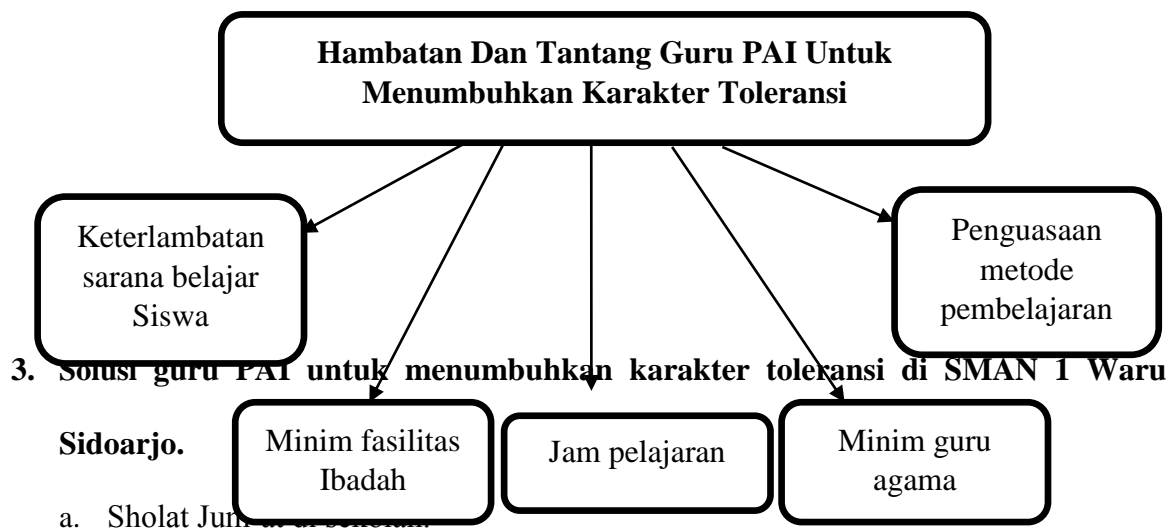 Hambatan Dan Tantang Guru PAI Untuk
Menumbuhkan Karakter Toleransi
Keterlambatan
sarana belajar
Siswa
Penguasaan
metode
pembelajaran
3. Solusi guru PAI untuk menumbuhkan karakter toleransi di SMAN 1 Waru
Sidoarjo.
Minim fasilitas
Ibadah
Jam pelajaran
Minim guru
agama
a. Sholat di sekolah.